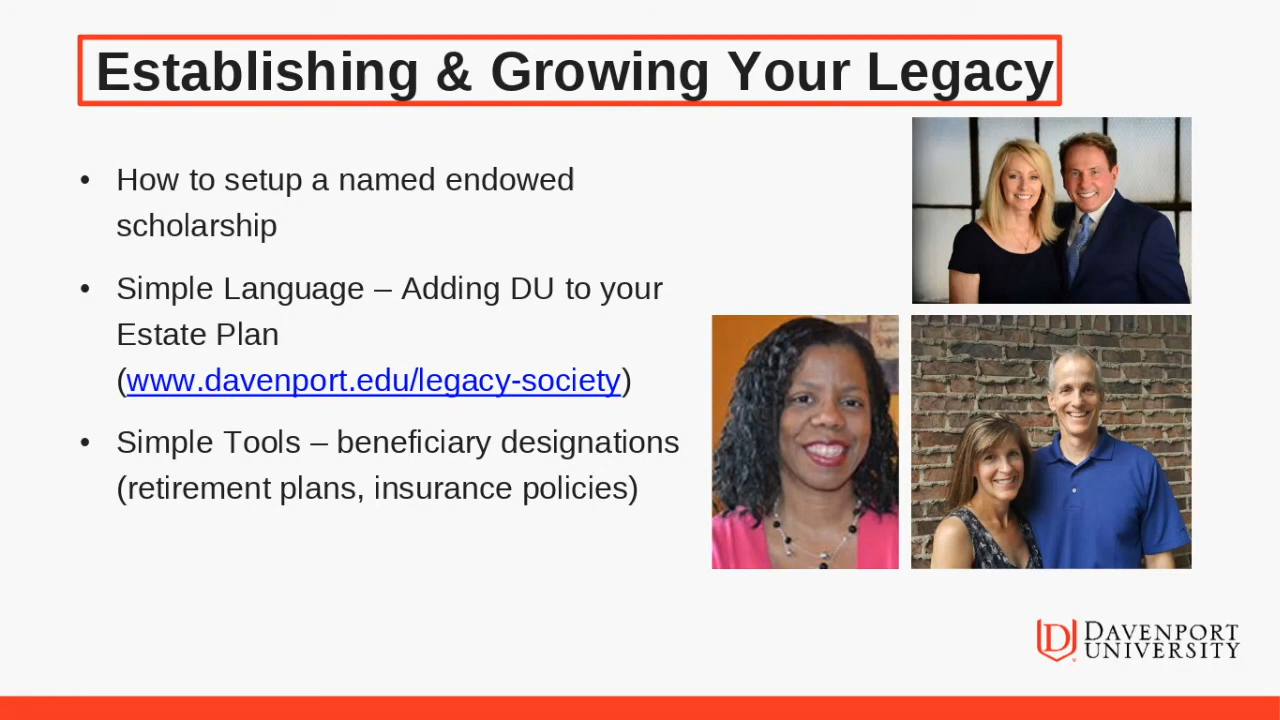 Establishing & Growing Your Legacy
• How to setup a named endowed
scholarship
• Simple Language – Adding DU to your
Estate Plan
(www.davenport.edu/legacy-society)
• Simple Tools – beneficiary designations
(retirement plans, insurance policies)
D DAVENPORT
UNIVERSITY